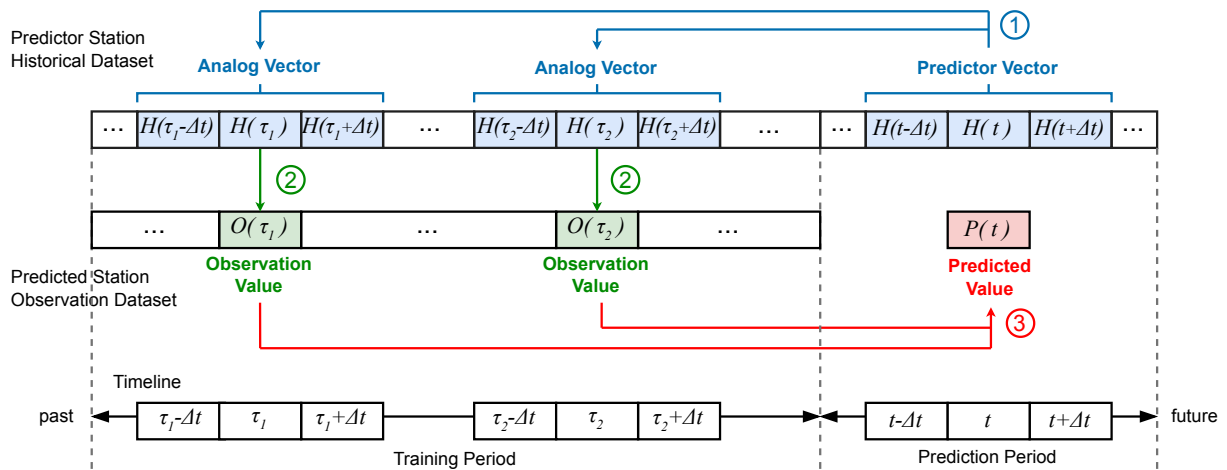 ①
Predictor Station
Historical Dataset
Analog Vector Analog Vector Predictor Vector
... H(τ₁-Δt) H(τ₁) H(τ₁+Δt) ... H(τ₂-Δt) H(τ₂) H(τ₂+Δt) ... ... H(t-Δt) H(t) H(t+Δt) ...
② ②
... O(τ₁) ... O(τ₂) ... P(t)
Predicted Station
Observation Dataset
Observation
Value
Observation
Value
Predicted
Value
③
Timeline
past τ₁-Δt τ₁ τ₁+Δt τ₂-Δt τ₂ τ₂+Δt t-Δt t t+Δt future
Training Period Prediction Period